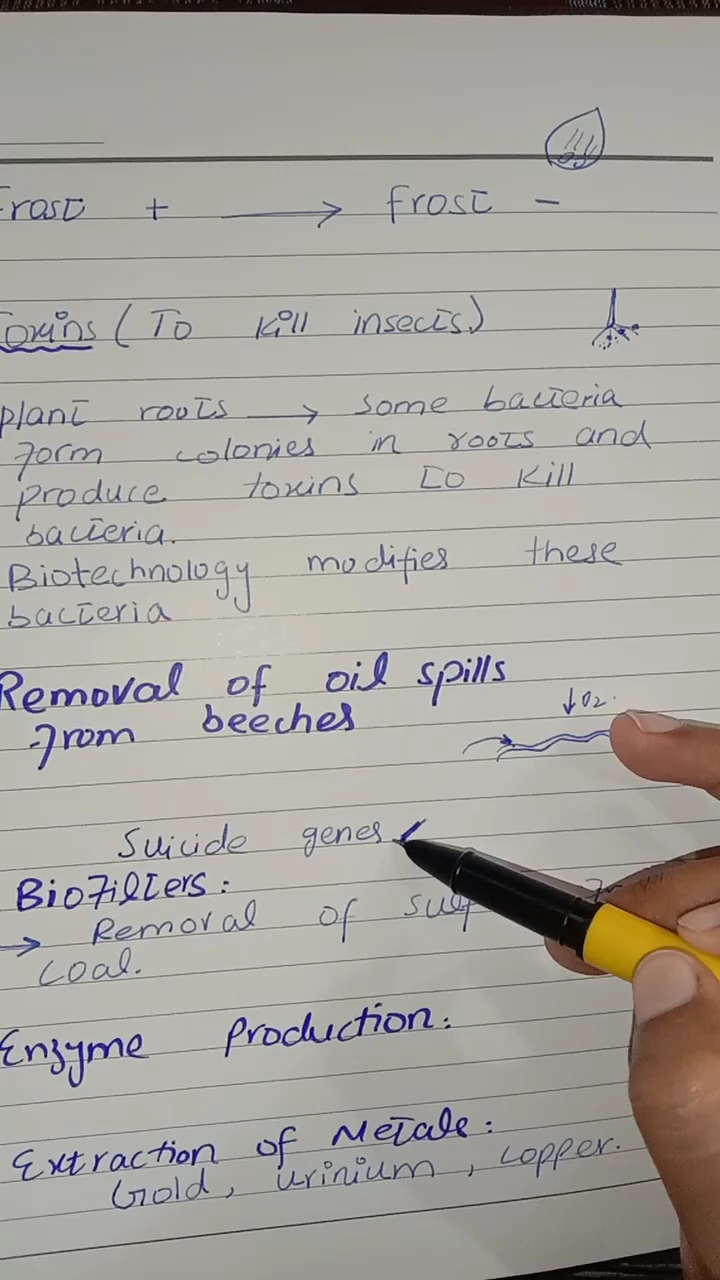 Frost + → frost -
Toxins (To Kill insects)
plant roots → some bacteria
form colonies in roots and
produce toxins to kill
bacteria.
Biotechnology modifies these
bacteria
Removal of oil spills
from beeches
↓O2.
Suicide genes
BioFilters:
→ Removal of
coal.
Enzyme Production:
Extraction of Metals:
Gold, urinium, copper.